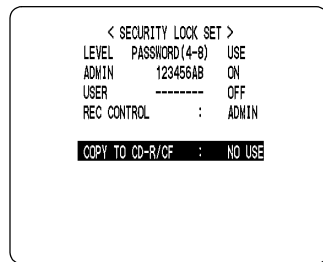 < SECURITY LOCK SET >
LEVEL PASSWORD(4-8) USE
ADMIN 123456AB ON
USER -------- OFF
REC CONTROL : ADMIN
COPY TO CD-R/CF : NO USE